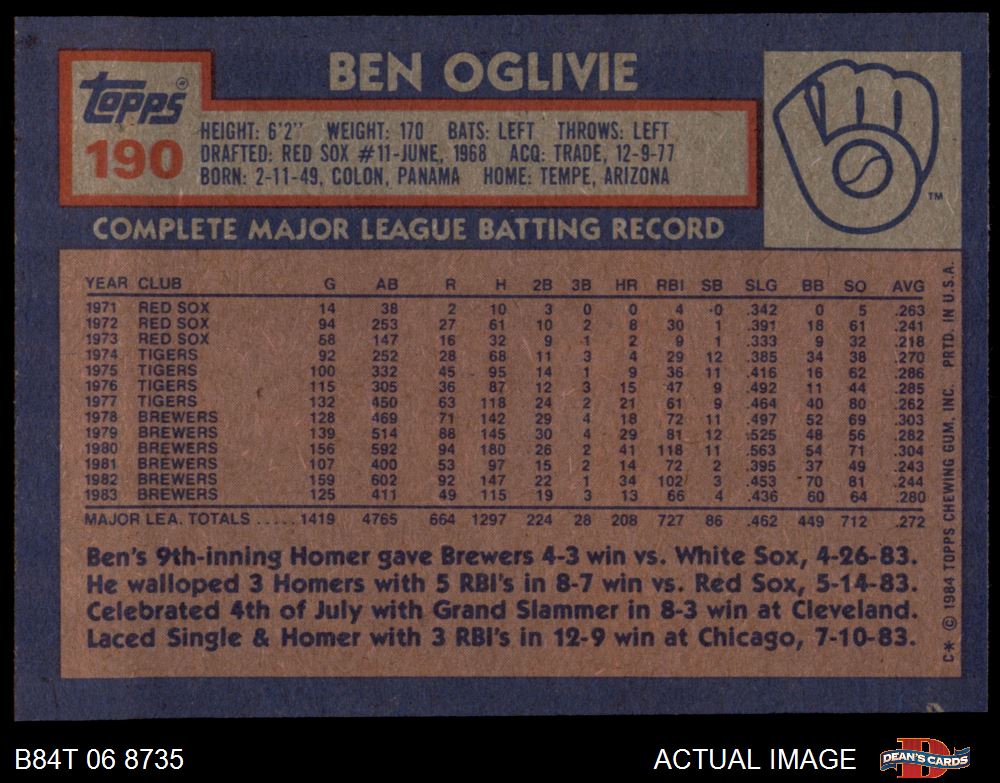 BEN OGLIVIE
Topps®
190
HEIGHT: 6'2" WEIGHT: 170 BATS: LEFT THROWS: LEFT
DRAFTED: RED SOX #11-JUNE, 1968 ACQ: TRADE, 12-9-77
BORN: 2-11-49, COLON, PANAMA HOME: TEMPE, ARIZONA
TM
COMPLETE MAJOR LEAGUE BATTING RECORD
YEAR CLUB G AB R H 2B 3B HR RBI SB SLG BB SO AVG
1971 RED SOX 14 38 2 10 3 0 0 4 0 .342 0 5 .263
1972 RED SOX 94 253 27 61 10 2 8 30 1 .391 18 61 .241
1973 RED SOX 58 147 16 32 9 1 2 9 1 .333 9 32 .218
1974 TIGERS 92 252 28 68 11 3 4 29 12 .385 34 38 .270
1975 TIGERS 100 332 45 95 14 1 9 36 11 .416 16 62 .286
1976 TIGERS 115 305 36 87 12 3 15 47 9 .492 11 44 .285
1977 TIGERS 132 450 63 118 24 2 21 61 9 .464 40 80 .262
1978 BREWERS 128 469 71 142 29 4 18 72 11 .497 52 69 .303
1979 BREWERS 139 514 88 145 30 4 29 81 12 .525 48 56 .282
1980 BREWERS 156 592 94 180 26 2 41 118 11 .563 54 71 .304
1981 BREWERS 107 400 53 97 15 2 14 72 2 .395 37 49 .243
1982 BREWERS 159 602 92 147 22 1 34 102 3 .453 70 81 .244
1983 BREWERS 125 411 49 115 19 3 13 66 4 .436 60 64 .280
MAJOR LEA. TOTALS ..... 1419 4765 664 1297 224 28 208 727 86 .462 449 712 .272
Ben's 9th-inning Homer gave Brewers 4-3 win vs. White Sox, 4-26-83.
He walloped 3 Homers with 5 RBI's in 8-7 win vs. Red Sox, 5-14-83.
Celebrated 4th of July with Grand Slammer in 8-3 win at Cleveland.
Laced Single & Homer with 3 RBI's in 12-9 win at Chicago, 7-10-83.
C* © 1984 TOPPS CHEWING GUM, INC. PRTD. IN U.S.A.
B84T 06 8735
ACTUAL IMAGE
DEAN'S CARDS